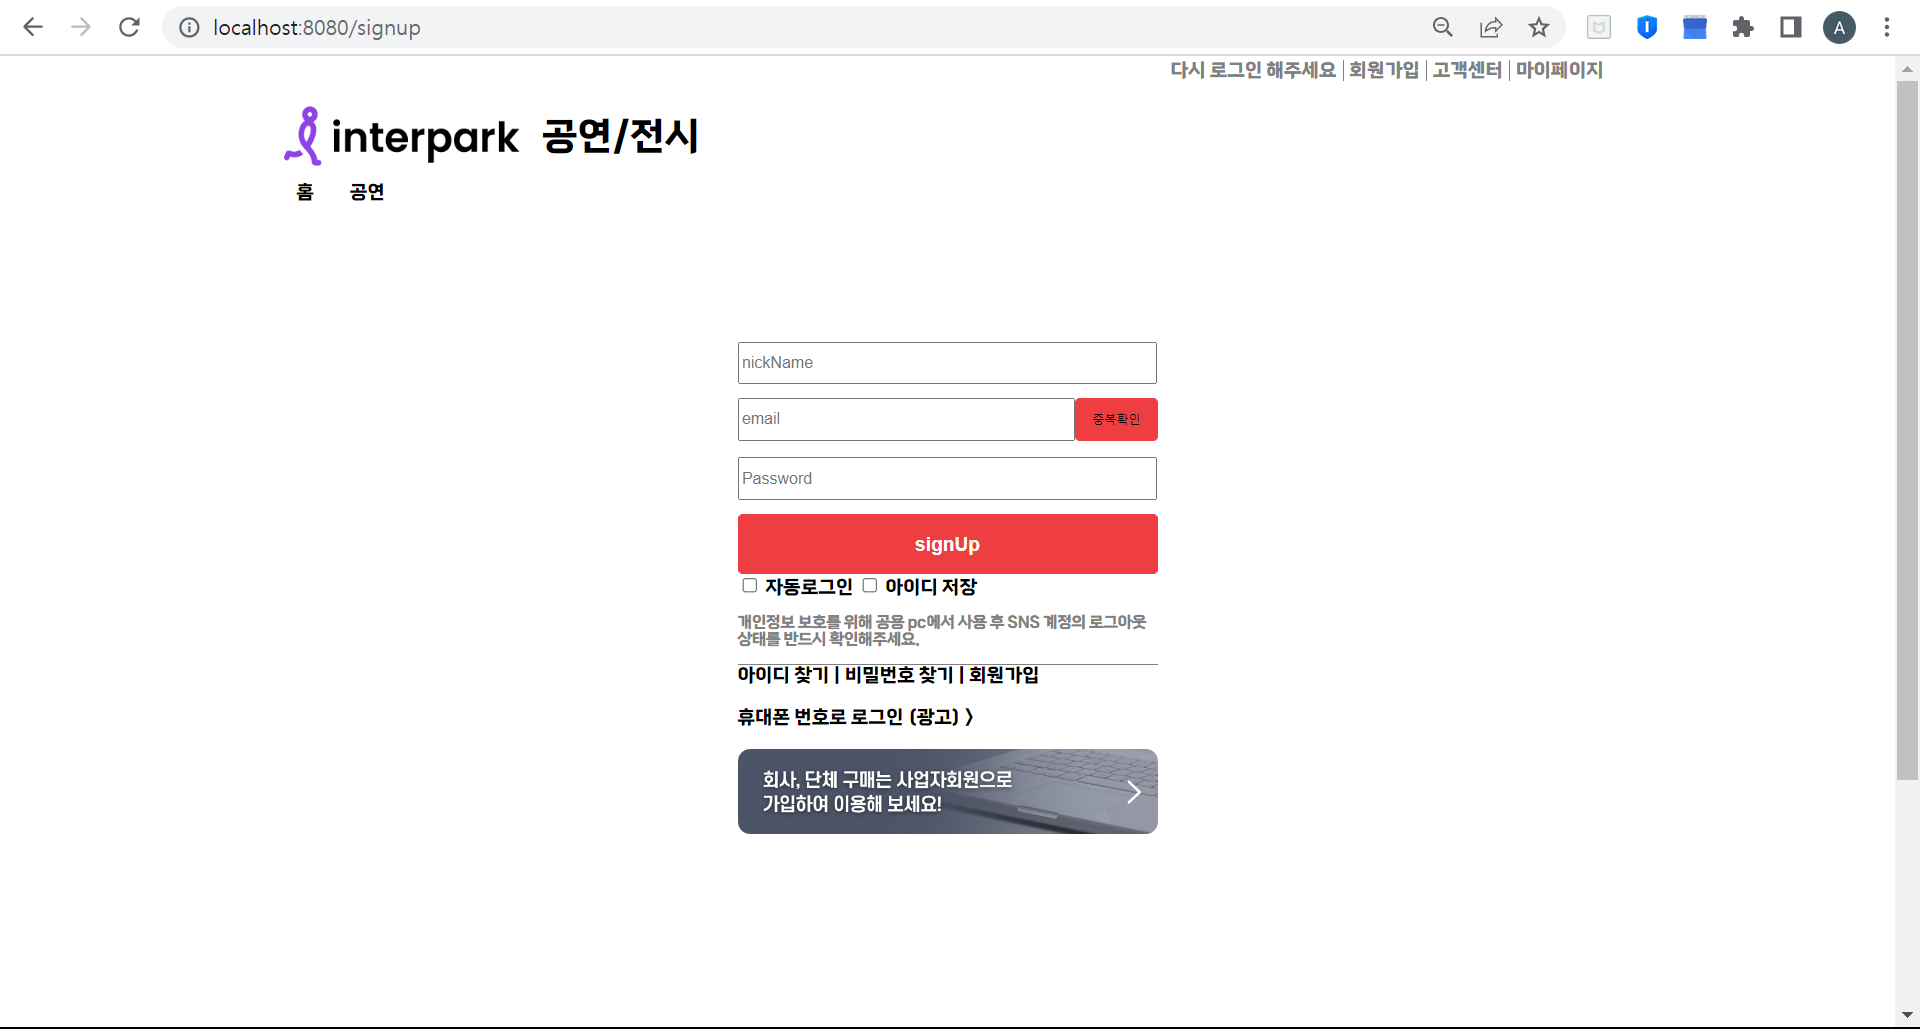 localhost:8080/signup
A
다시 로그인 해주세요 | 회원가입 | 고객센터 | 마이페이지
interpark 공연/전시
홈 공연
nickName
email 중복확인
Password
signUp
자동로그인 아이디 저장
개인정보 보호를 위해 공용 pc에서 사용 후 SNS 계정의 로그아웃
상태를 반드시 확인해주세요.
아이디 찾기 | 비밀번호 찾기 | 회원가입
휴대폰 번호로 로그인 (광고) 〉
회사, 단체 구매는 사업자회원으로
가입하여 이용해 보세요!